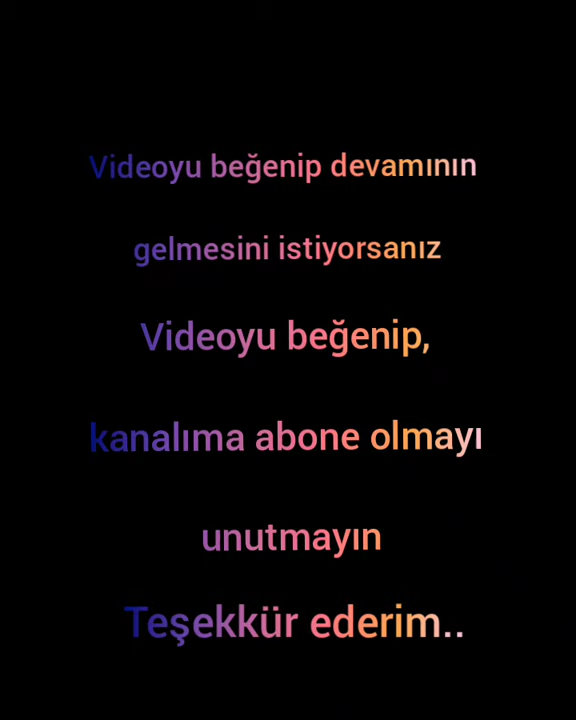 Videoyu beğenip devamının
gelmesini istiyorsanız
Videoyu beğenip,
kanalıma abone olmayı
unutmayın
Teşekkür ederim..